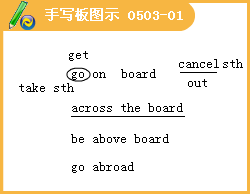 手写板图示 0503-01
get
go on board cancel sth
out
take sth
across the board
be above board
go abroad